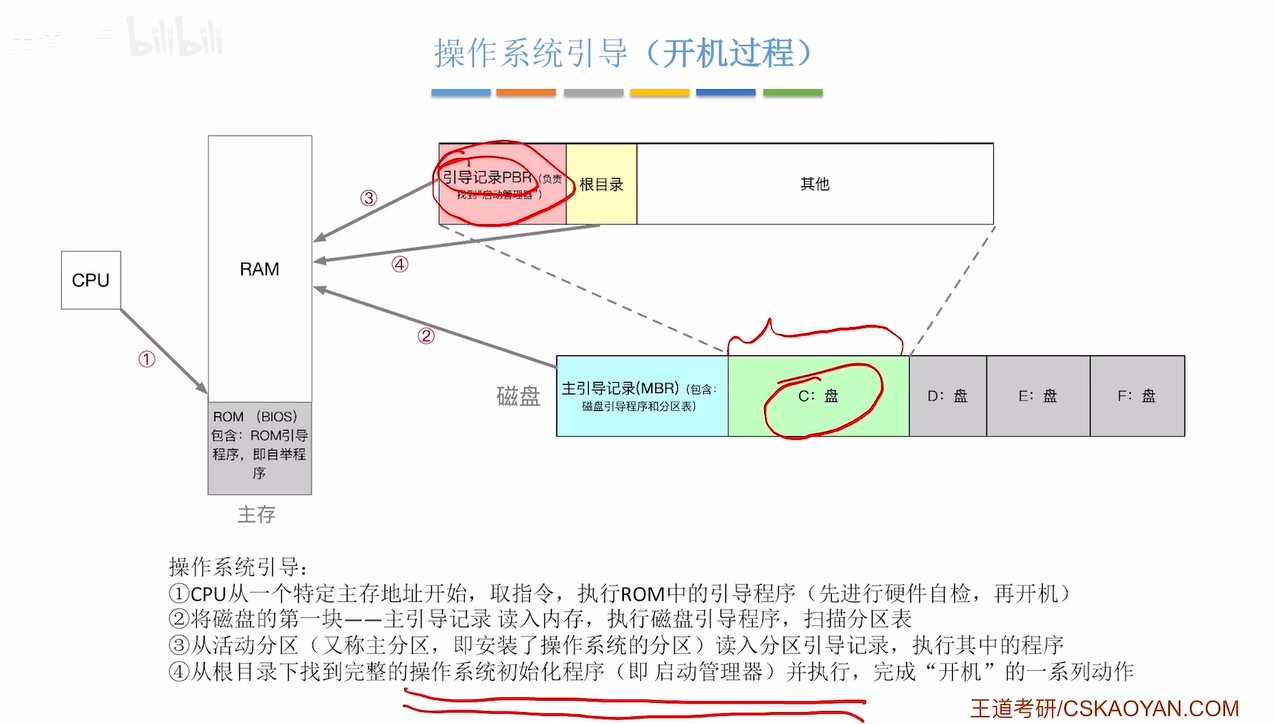 bilibili
操作系统引导（开机过程）
引导记录PBR（负责
找到“启动管理器”）
根目录
其他
③
④
②
①
CPU
RAM
ROM （BIOS）
包含：ROM引导
程序，即自举程
序
主存
磁盘
主引导记录(MBR)（包含：
磁盘引导程序和分区表）
C：盘
D：盘
E：盘
F：盘
操作系统引导：
①CPU从一个特定主存地址开始，取指令，执行ROM中的引导程序（先进行硬件自检，再开机）
②将磁盘的第一块——主引导记录 读入内存，执行磁盘引导程序，扫描分区表
③从活动分区（又称主分区，即安装了操作系统的分区）读入分区引导记录，执行其中的程序
④从根目录下找到完整的操作系统初始化程序（即 启动管理器）并执行，完成“开机”的一系列动作
王道考研/CSKAOYAN.COM